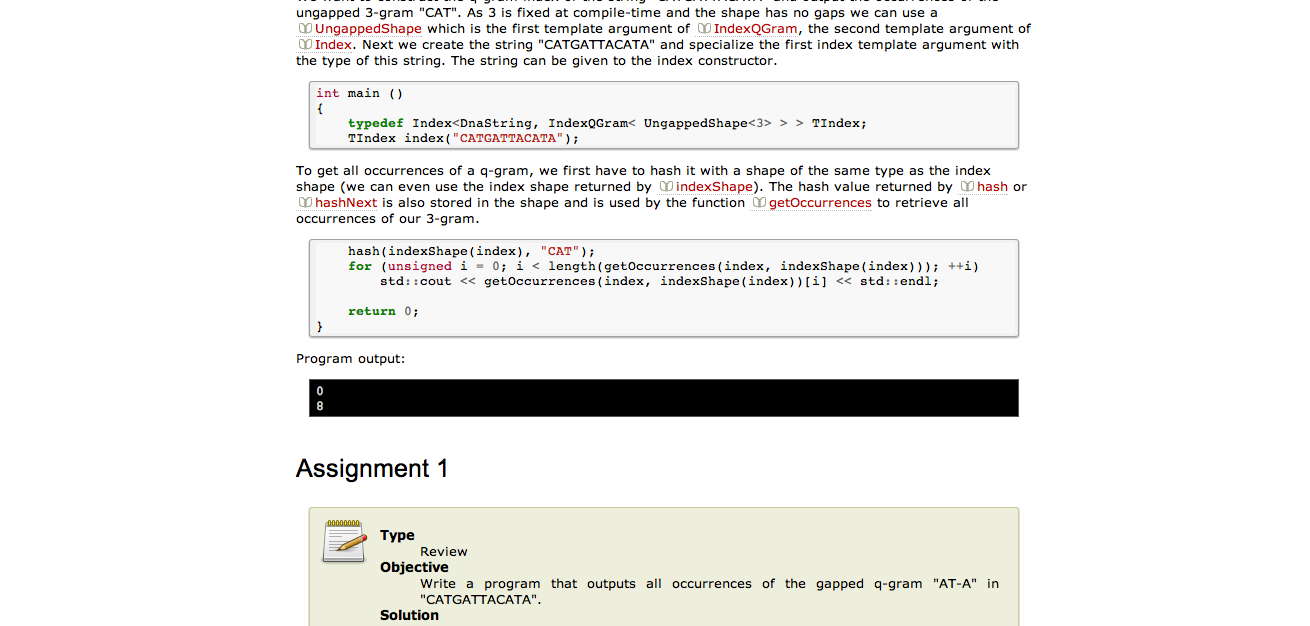 ungapped 3-gram "CAT". As 3 is fixed at compile-time and the shape has no gaps we can use a
UngappedShape which is the first template argument of IndexQGram, the second template argument of
Index. Next we create the string "CATGATTACATA" and specialize the first index template argument with
the type of this string. The string can be given to the index constructor.
int main ()
{
    typedef Index<DnaString, IndexQGram< UngappedShape<3> > > TIndex;
    TIndex index("CATGATTACATA");
To get all occurrences of a q-gram, we first have to hash it with a shape of the same type as the index
shape (we can even use the index shape returned by indexShape). The hash value returned by hash or
hashNext is also stored in the shape and is used by the function getOccurrences to retrieve all
occurrences of our 3-gram.
    hash(indexShape(index), "CAT");
    for (unsigned i = 0; i < length(getOccurrences(index, indexShape(index))); ++i)
        std::cout << getOccurrences(index, indexShape(index))[i] << std::endl;
    return 0;
}
Program output:
0
8
Assignment 1
Type
Review
Objective
Write a program that outputs all occurrences of the gapped q-gram "AT-A" in
"CATGATTACATA".
Solution